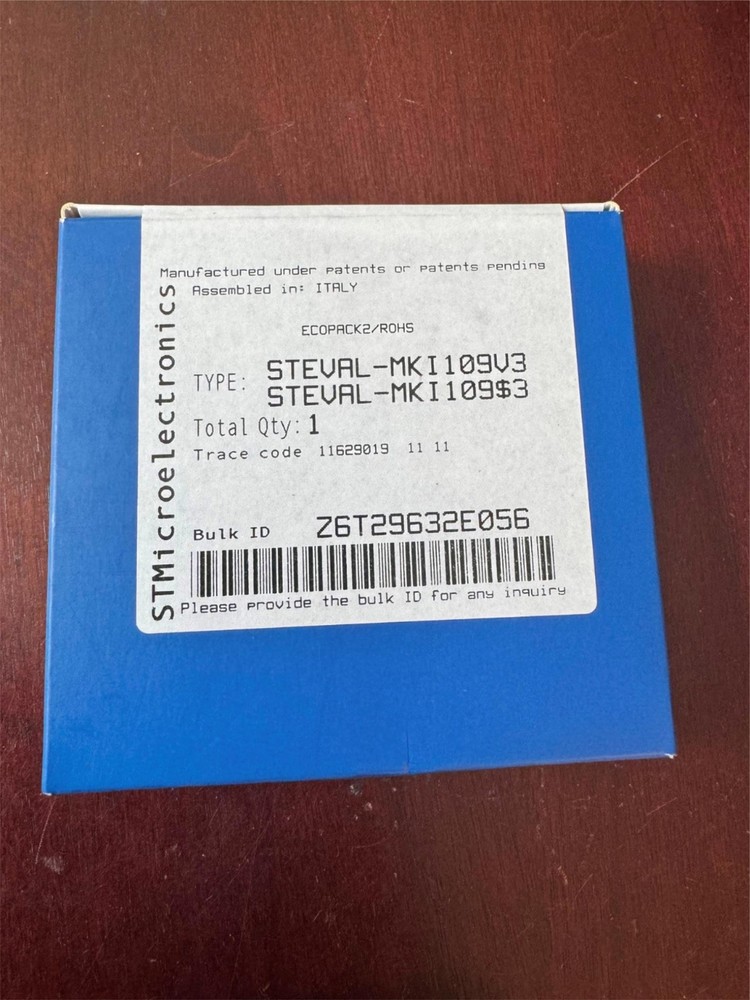 Manufactured under patents or patents pending
Assembled in: ITALY
ECOPACK2/ROHS
TYPE: STEVAL-MKI109V3
STEVAL-MKI109$3
Total Qty: 1
Trace code 11629019 11 11
Bulk ID Z6T29632E056
Please provide the bulk ID for any inquiry
STMicroelectronics